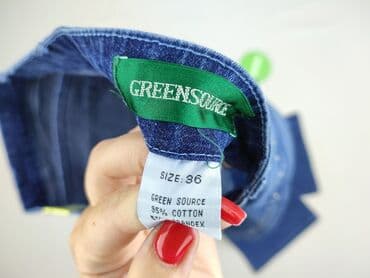 GREENSOURCE
SIZE: 36
GREEN SOURCE
95% COTTON